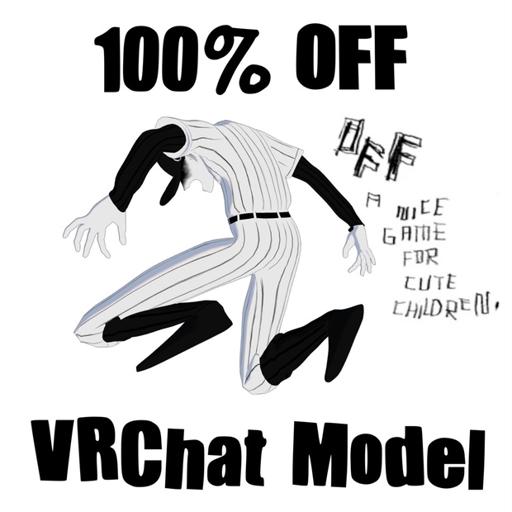 100% OFF
OFF
A NICE
GAME
FOR
CUTE
CHILDREN.
VRChat Model